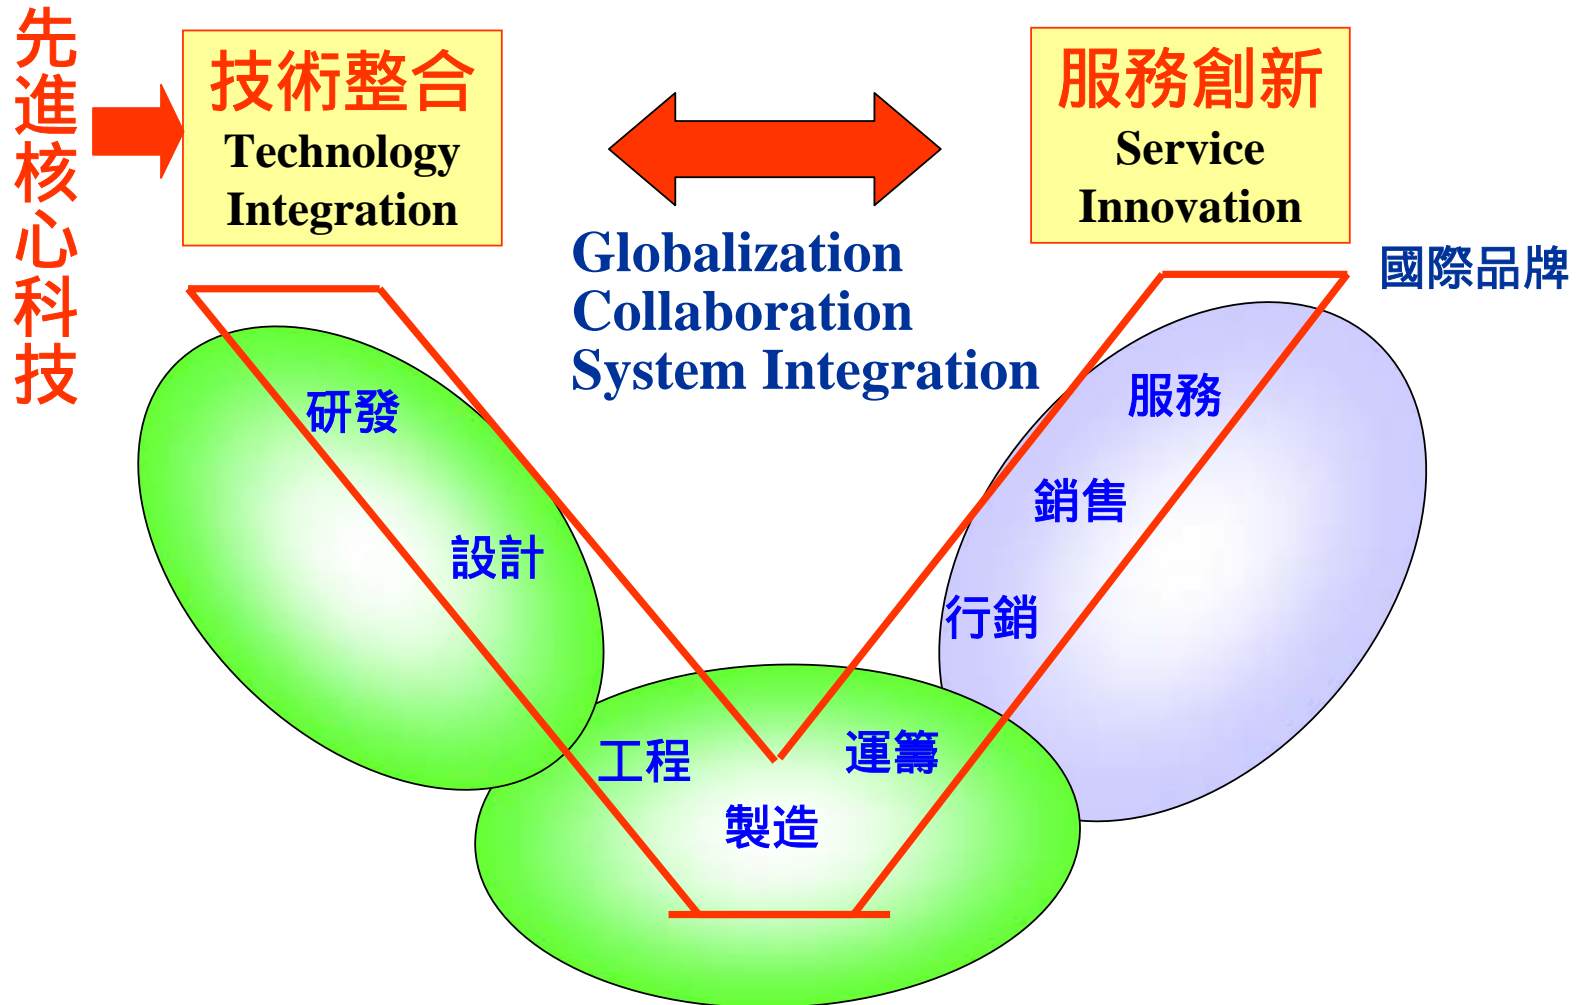 先進核心科技
技術整合
Technology
Integration
服務創新
Service
Innovation
Globalization
Collaboration
System Integration
國際品牌
研發
設計
工程
製造
運籌
行銷
銷售
服務